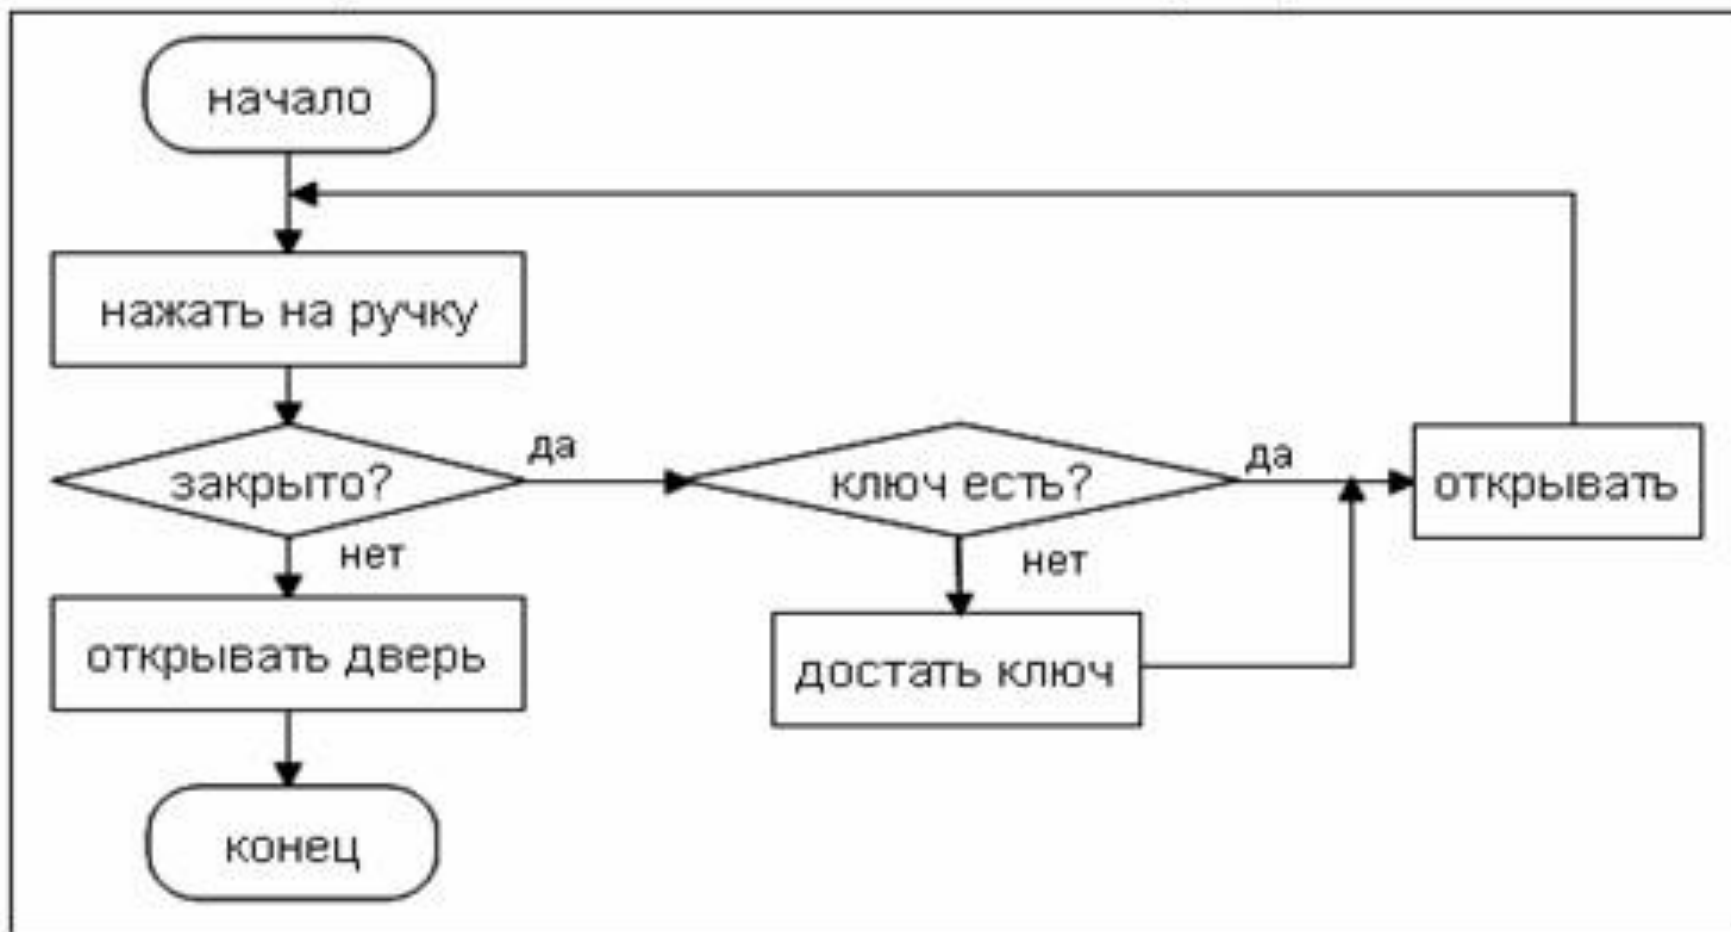 начало
нажать на ручку
закрыто?
да
ключ есть?
да
открывать
нет
нет
открывать дверь
достать ключ
конец